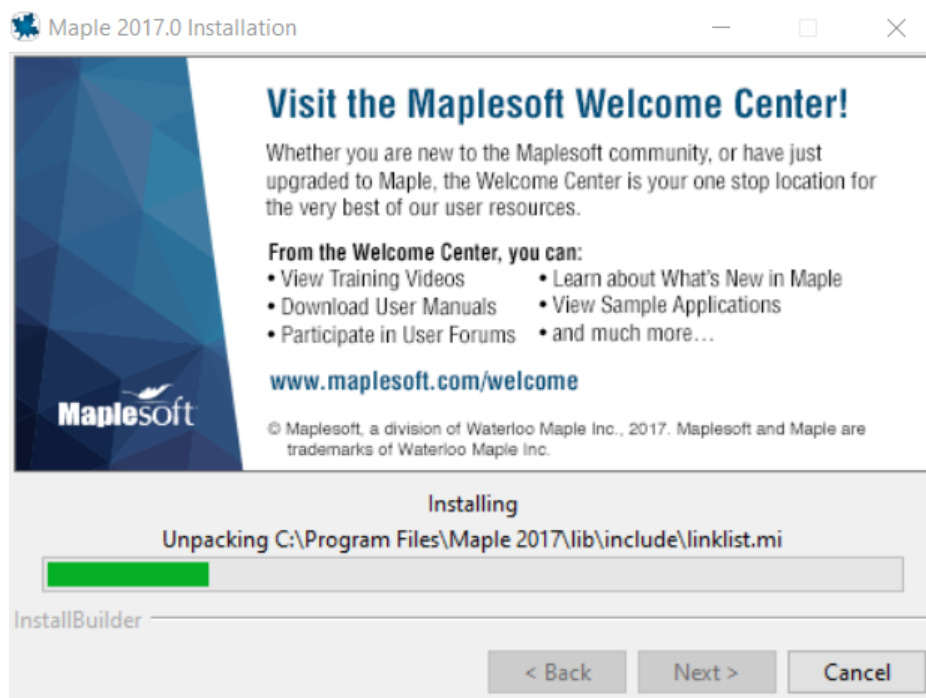 Maple 2017.0 Installation
Visit the Maplesoft Welcome Center!
Whether you are new to the Maplesoft community, or have just
upgraded to Maple, the Welcome Center is your one stop location for
the very best of our user resources.
From the Welcome Center, you can:
• View Training Videos
• Download User Manuals
• Participate in User Forums
• Learn about What's New in Maple
• View Sample Applications
• and much more...
www.maplesoft.com/welcome
Maplesoft
© Maplesoft, a division of Waterloo Maple Inc., 2017. Maplesoft and Maple are
trademarks of Waterloo Maple Inc.
Installing
Unpacking C:\Program Files\Maple 2017\lib\include\linklist.mi
InstallBuilder
< Back
Next >
Cancel